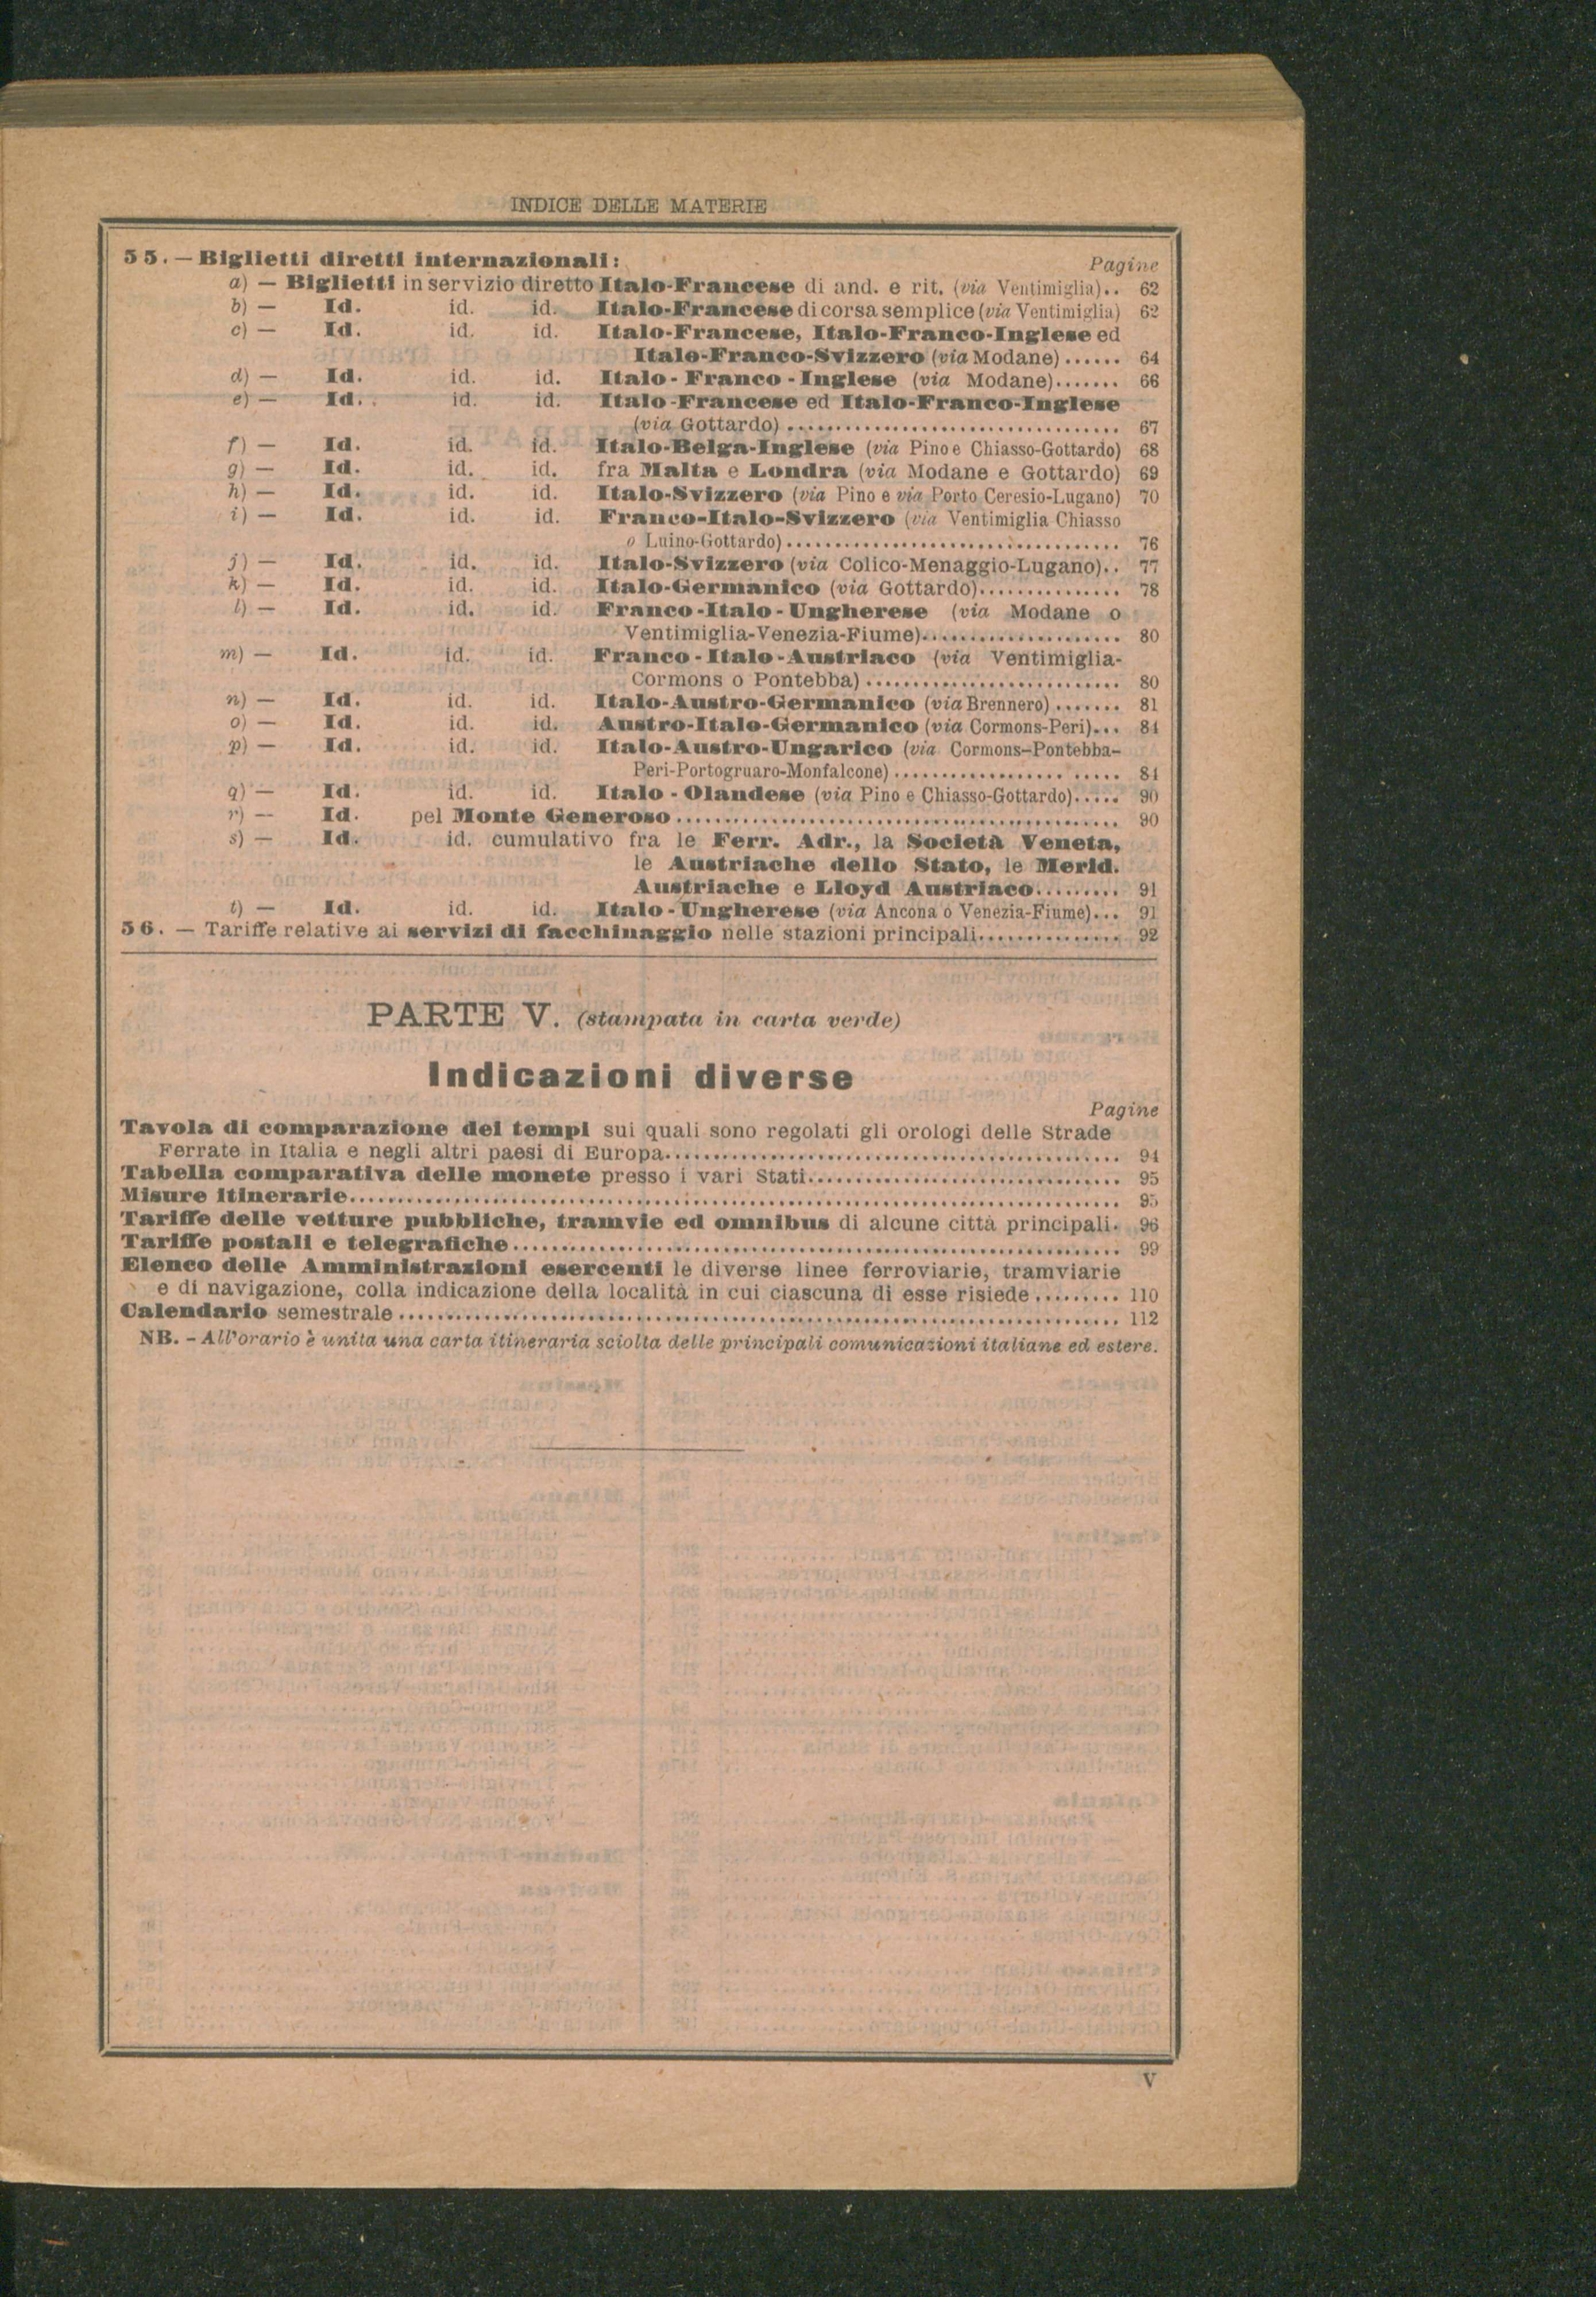 INDICE DELLE MATERIE
55. — Biglietti diretti internazionali:
Pagine
a) — Biglietti in servizio diretto Italo-Francese di and. e rit. (via Ventimiglia).. 62
b) — Id. id. id. Italo-Francese di corsa semplice (via Ventimiglia) 62
c) — Id. id. id. Italo-Francese, Italo-Franco-Inglese ed
Italo-Franco-Svizzero (via Modane)...... 64
d) — Id. id. id. Italo-Franco-Inglese (via Modane)....... 66
e) — Id. id. id. Italo-Francese ed Italo-Franco-Inglese
(via Gottardo).................................. 67
f) — Id. id. id. Italo-Belga-Inglese (via Pino e Chiasso-Gottardo) 68
g) — Id. id. id. fra Malta e Londra (via Modane e Gottardo) 69
h) — Id. id. id. Italo-Svizzero (via Pino e via Porto Ceresio-Lugano) 70
i) — Id. id. id. Franco-Italo-Svizzero (via Ventimiglia Chiasso
o Luino-Gottardo).................................. 76
j) — Id. id. id. Italo-Svizzero (via Colico-Menaggio-Lugano).. 77
k) — Id. id. id. Italo-Germanico (via Gottardo)............... 78
l) — Id. id. id. Franco-Italo-Ungherese (via Modane o
Ventimiglia-Venezia-Fiume)..................... 80
m) — Id. id. id. Franco-Italo-Austriaco (via Ventimiglia-
Cormons o Pontebba)........................... 80
n) — Id. id. id. Italo-Austro-Germanico (via Brennero)....... 81
o) — Id. id. id. Austro-Italo-Germanico (via Cormons-Peri)... 84
p) — Id. id. id. Italo-Austro-Ungarico (via Cormons-Pontebba-
Peri-Portogruaro-Monfalcone)....................... 84
q) — Id. id. id. Italo-Olandese (via Pino e Chiasso-Gottardo)..... 90
r) — Id. pel Monte Generoso.............................................. 90
s) — Id. id. cumulativo fra le Ferr. Adr., la Società Veneta,
le Austriache dello Stato, le Merid.
Austriache e Lloyd Austriaco......... 91
t) — Id. id. id. Italo-Ungherese (via Ancona o Venezia-Fiume)... 91
56. — Tariffe relative ai servizi di facchinaggio nelle stazioni principali............... 92
PARTE V. (stampata in carta verde)
Indicazioni diverse
Pagine
Tavola di comparazione dei tempi sui quali sono regolati gli orologi delle Strade
Ferrate in Italia e negli altri paesi di Europa............................................... 94
Tabella comparativa delle monete presso i vari Stati................................. 95
Misure itinerarie............................................................................... 95
Tariffe delle vetture pubbliche, tramvie ed omnibus di alcune città principali. 96
Tariffe postali e telegrafiche............................................................... 99
Elenco delle Amministrazioni esercenti le diverse linee ferroviarie, tramviarie
e di navigazione, colla indicazione della località in cui ciascuna di esse risiede......... 110
Calendario semestrale.......................................................................... 112
NB. - All'orario è unita una carta itineraria sciolta delle principali comunicazioni italiane ed estere.
V